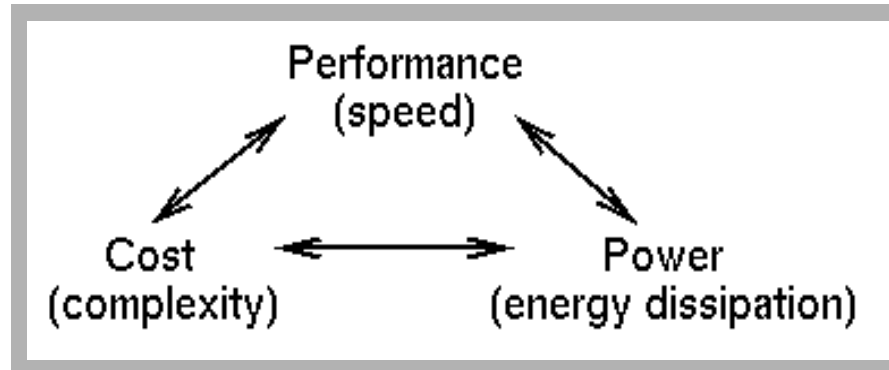 Performance
(speed)
Cost
(complexity)
Power
(energy dissipation)